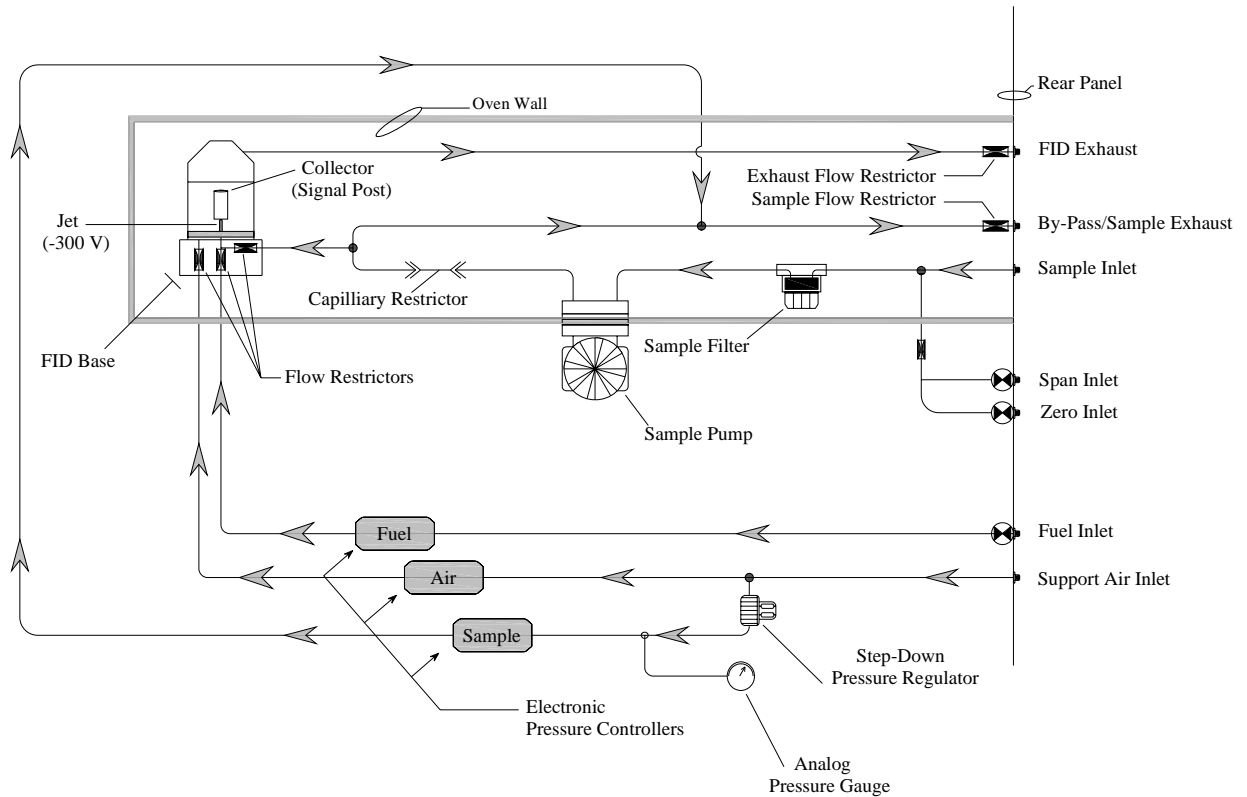 Rear Panel
Oven Wall
FID Exhaust
Collector
(Signal Post)
Exhaust Flow Restrictor
Sample Flow Restrictor
Jet
(-300 V)
By-Pass/Sample Exhaust
Sample Inlet
Capilliary Restrictor
Sample Filter
FID Base
Flow Restrictors
Span Inlet
Zero Inlet
Sample Pump
Fuel
Fuel Inlet
Air
Support Air Inlet
Sample
Step-Down
Pressure Regulator
Electronic
Pressure Controllers
Analog
Pressure Gauge